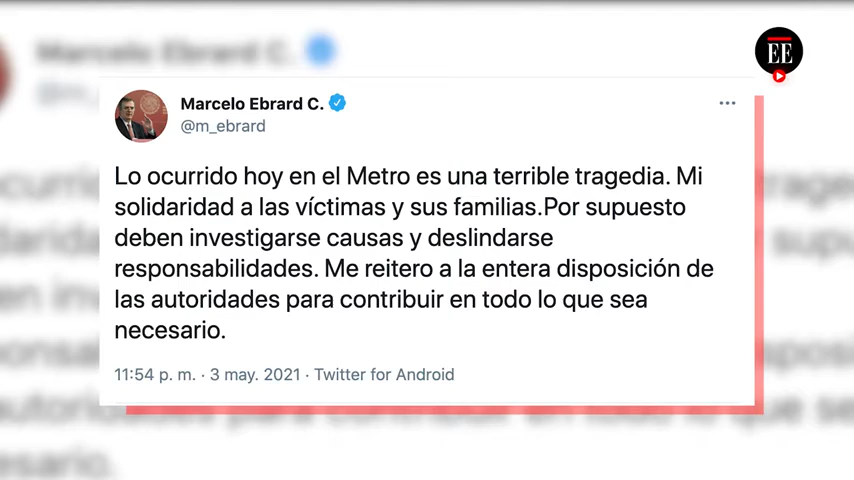 Marcelo Ebrard C.
EE
Marcelo Ebrard C.
@m_ebrard
Lo ocurrido hoy en el Metro es una terrible tragedia. Mi
solidaridad a las víctimas y sus familias.Por supuesto
deben investigarse causas y deslindarse
responsabilidades. Me reitero a la entera disposición de
las autoridades para contribuir en todo lo que sea
necesario.
11:54 p. m. · 3 may. 2021 · Twitter for Android